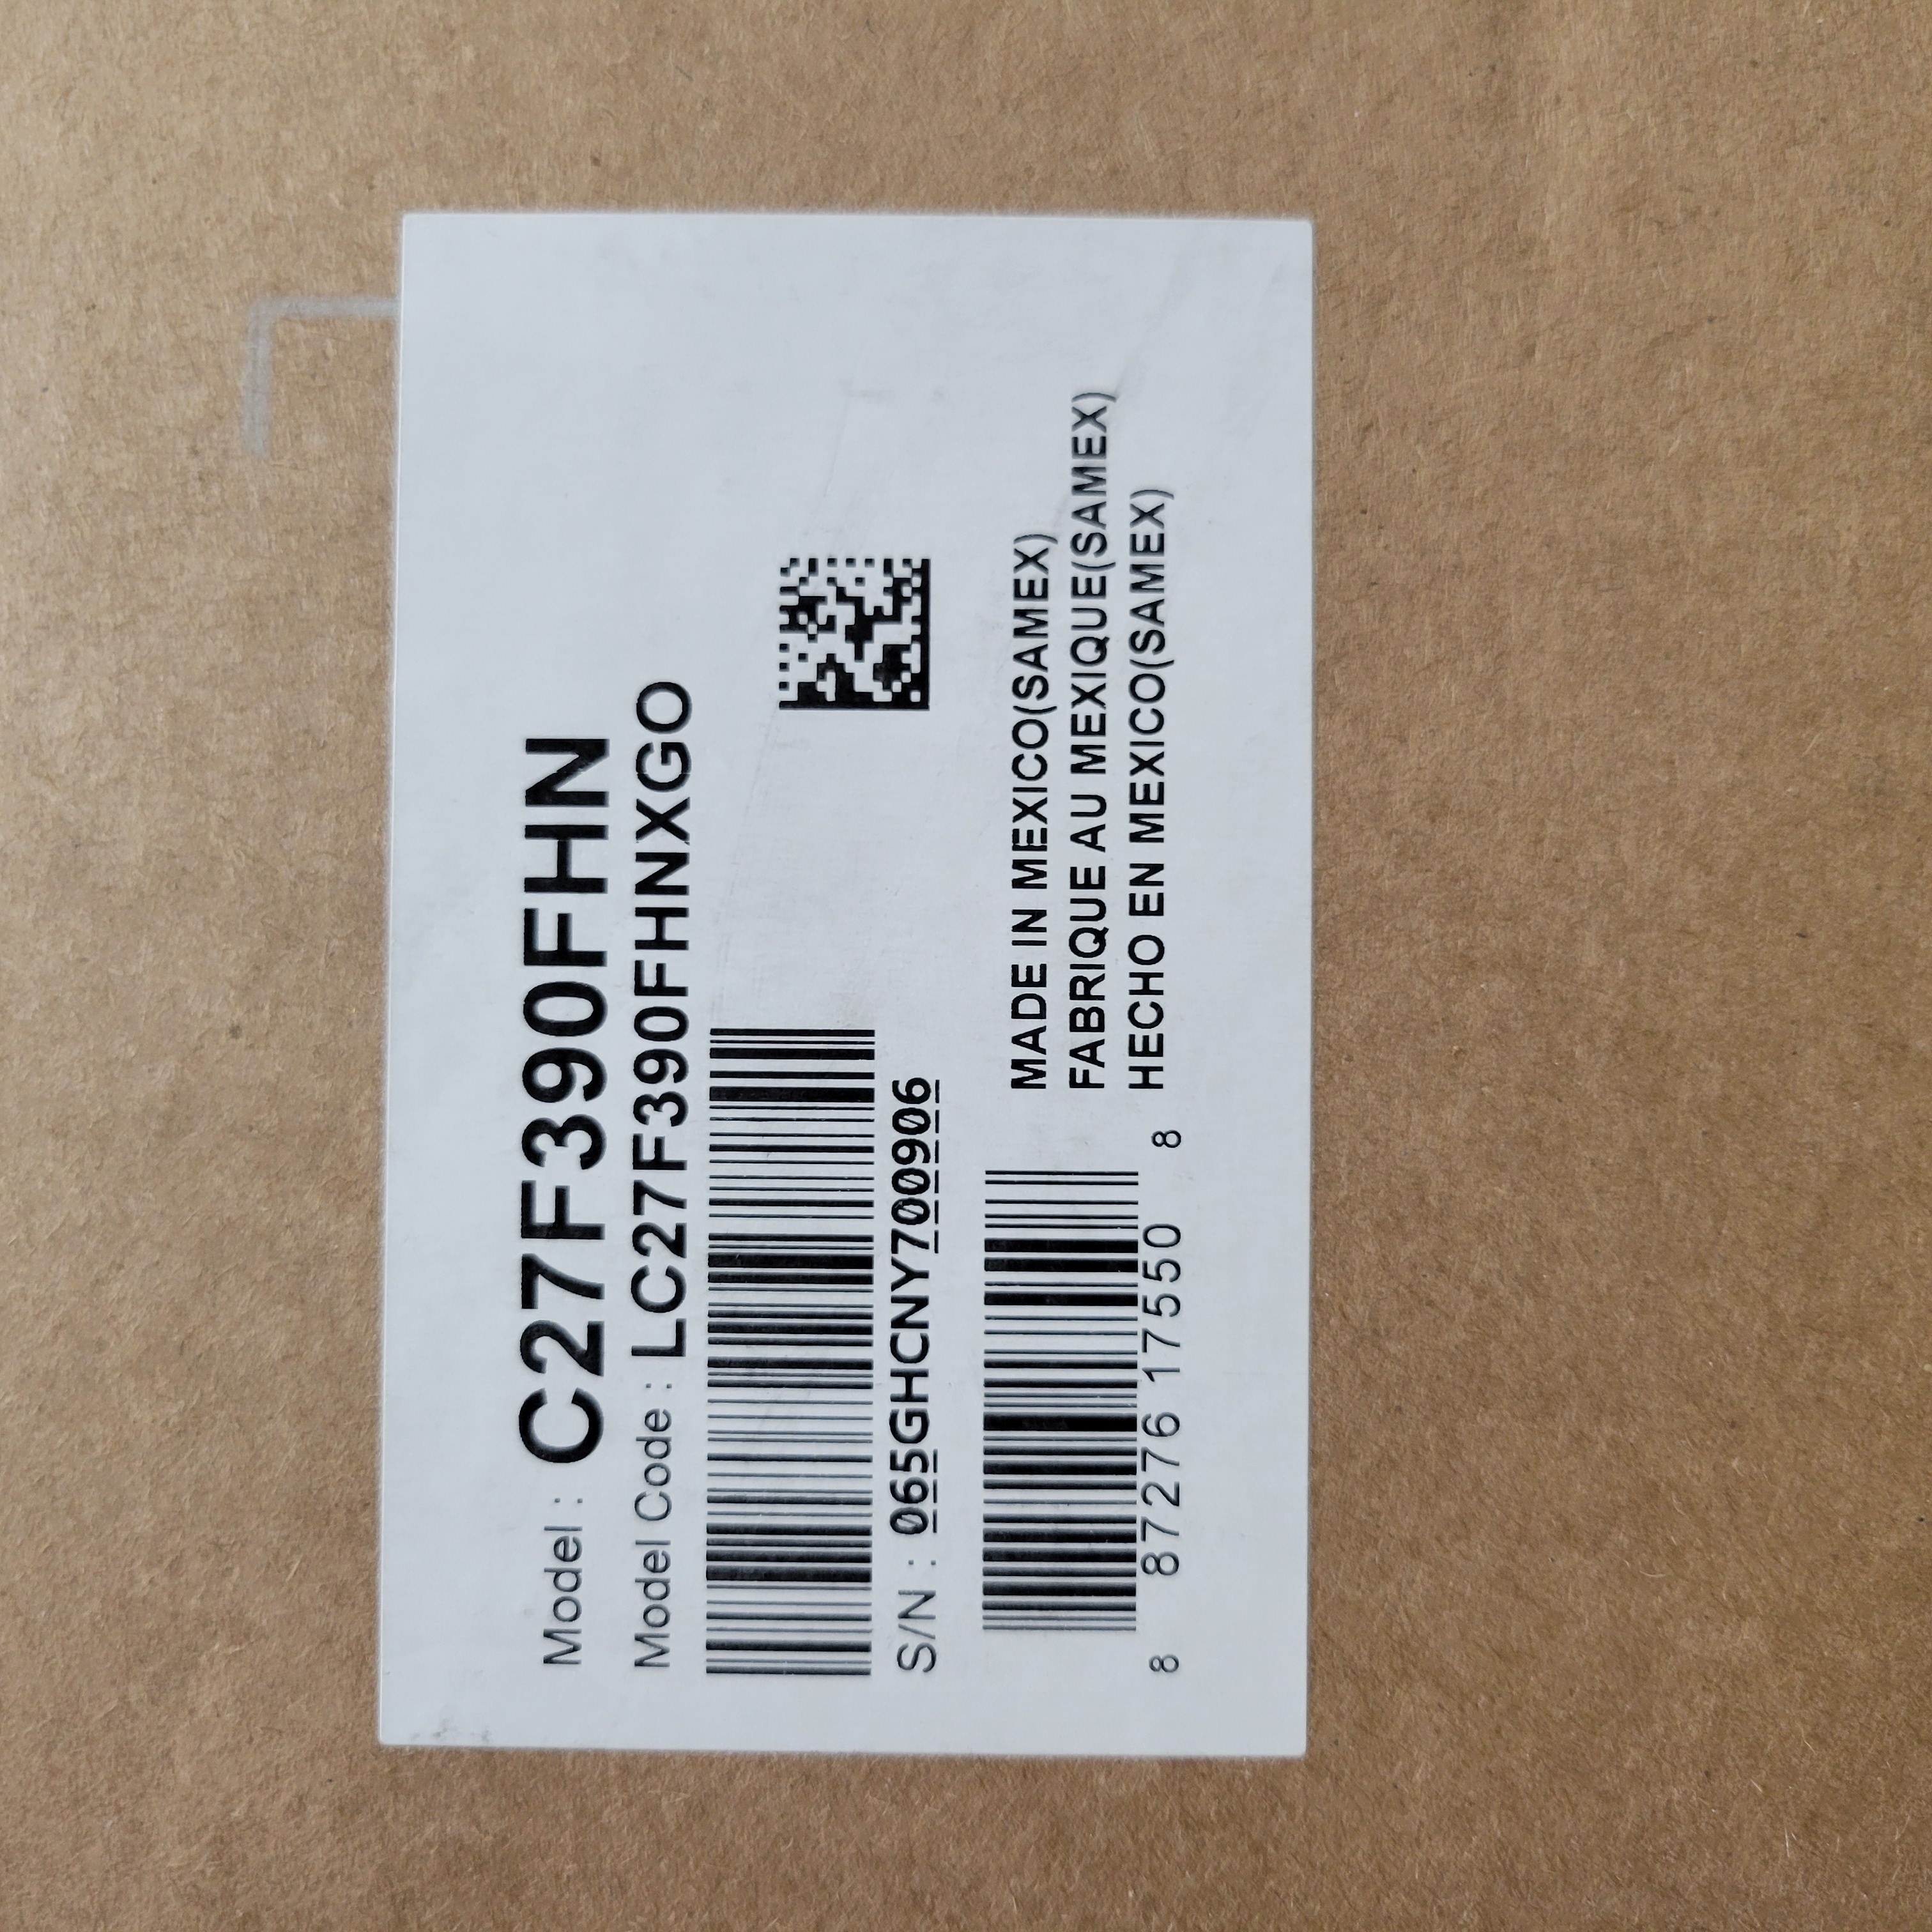 Model : C27F390FHN
Model Code : LC27F390FHNXGO
S/N : 065GHCNY700906
MADE IN MEXICO(SAMEX)
FABRIQUE AU MEXIQUE(SAMEX)
HECHO EN MEXICO(SAMEX)
8 87276 17550 8